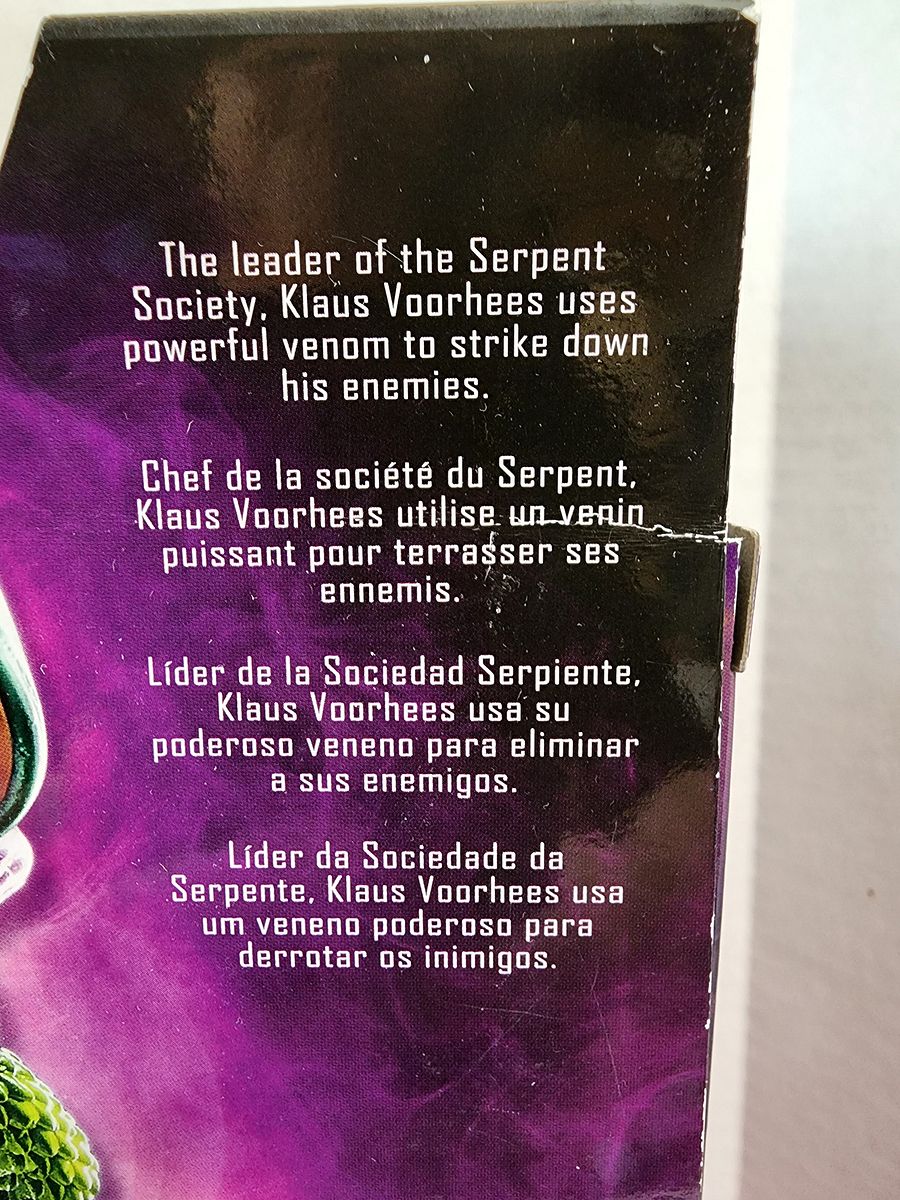 The leader of the Serpent
Society, Klaus Voorhees uses
powerful venom to strike down
his enemies.
Chef de la société du Serpent,
Klaus Voorhees utilise un venin
puissant pour terrasser ses
ennemis.
Líder de la Sociedad Serpiente,
Klaus Voorhees usa su
poderoso veneno para eliminar
a sus enemigos.
Líder da Sociedade da
Serpente, Klaus Voorhees usa
um veneno poderoso para
derrotar os inimigos.